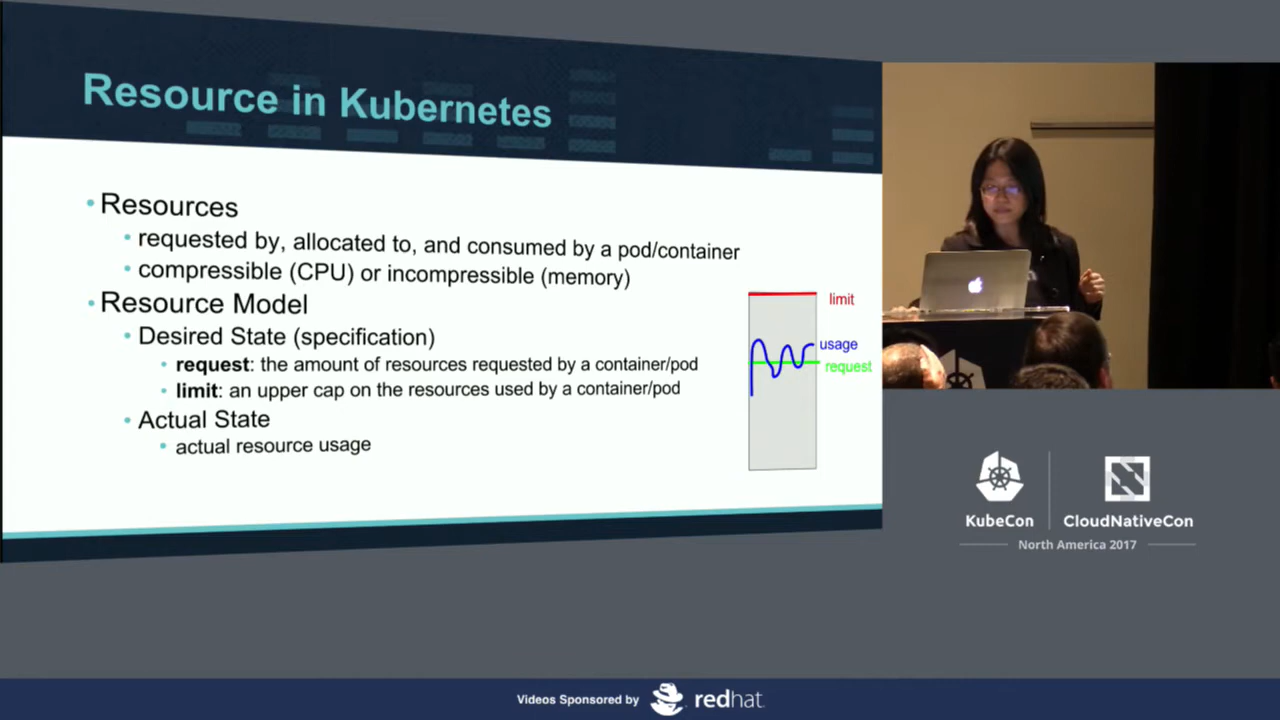 Resource in Kubernetes
Resources
requested by, allocated to, and consumed by a pod/container
compressible (CPU) or incompressible (memory)
Resource Model
Desired State (specification)
request: the amount of resources requested by a container/pod
limit: an upper cap on the resources used by a container/pod
Actual State
actual resource usage
limit
usage
request
KubeCon
CloudNativeCon
North America 2017
Videos Sponsored by
redhat.